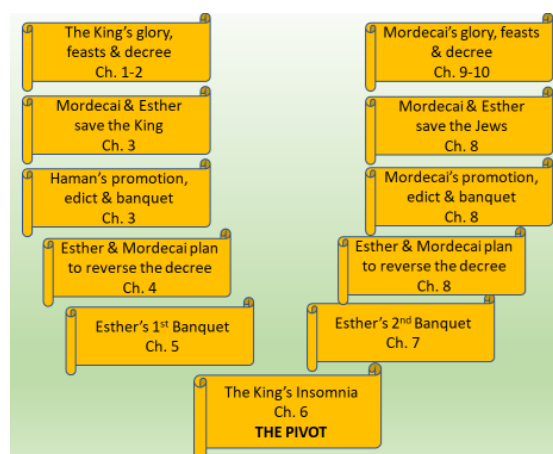 The King's glory,
feasts & decree
Ch. 1-2
Mordecai's glory, feasts
& decree
Ch. 9-10
Mordecai & Esther
save the King
Ch. 3
Mordecai & Esther
save the Jews
Ch. 8
Haman's promotion,
edict & banquet
Ch. 3
Mordecai's promotion,
edict & banquet
Ch. 8
Esther & Mordecai plan
to reverse the decree
Ch. 4
Esther & Mordecai plan
to reverse the decree
Ch. 8
Esther's 1st Banquet
Ch. 5
Esther's 2nd Banquet
Ch. 7
The King's Insomnia
Ch. 6
THE PIVOT